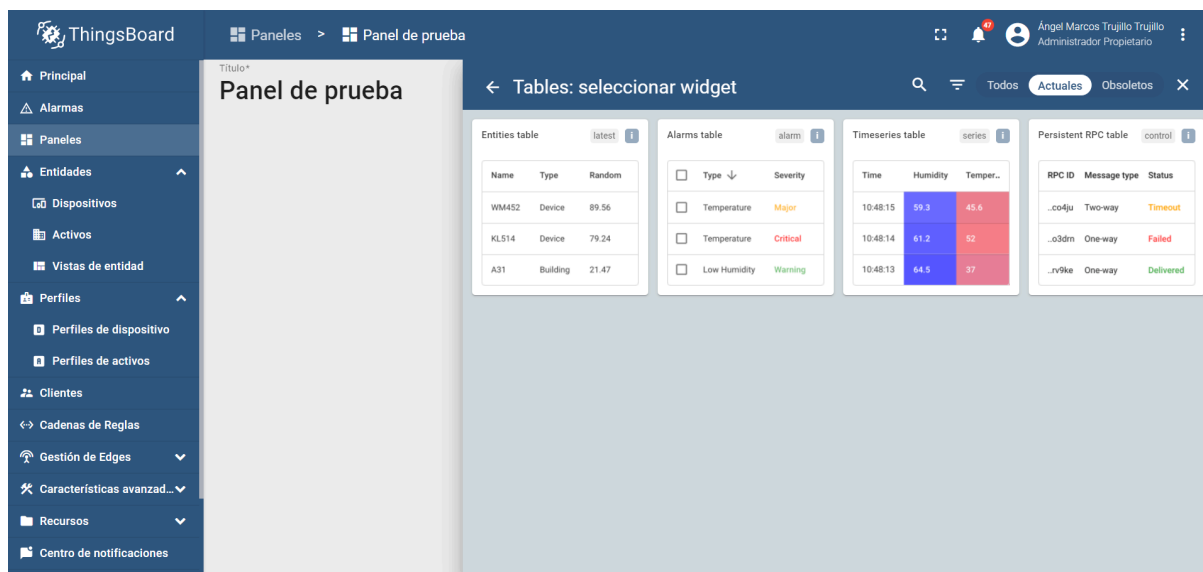 ThingsBoard
Paneles > Panel de prueba
47
Ángel Marcos Trujillo Trujillo
Administrador Propietario
Principal
Alarmas
Paneles
Entidades
Dispositivos
Activos
Vistas de entidad
Perfiles
Perfiles de dispositivo
Perfiles de activos
Clientes
Cadenas de Reglas
Gestión de Edges
Características avanzad...
Recursos
Centro de notificaciones
Título*
Panel de prueba
Tables: seleccionar widget
Todos Actuales Obsoletos
Entities table latest i
Name Type Random
WM452 Device 89.56
KL514 Device 79.24
A31 Building 21.47
Alarms table alarm i
Type Severity
Temperature Major
Temperature Critical
Low Humidity Warning
Timeseries table series i
Time Humidity Temper..
10:48:15 59.3 45.6
10:48:14 61.2 52
10:48:13 64.5 37
Persistent RPC table control i
RPC ID Message type Status
..co4ju Two-way Timeout
..o3drn One-way Failed
..rv9ke One-way Delivered